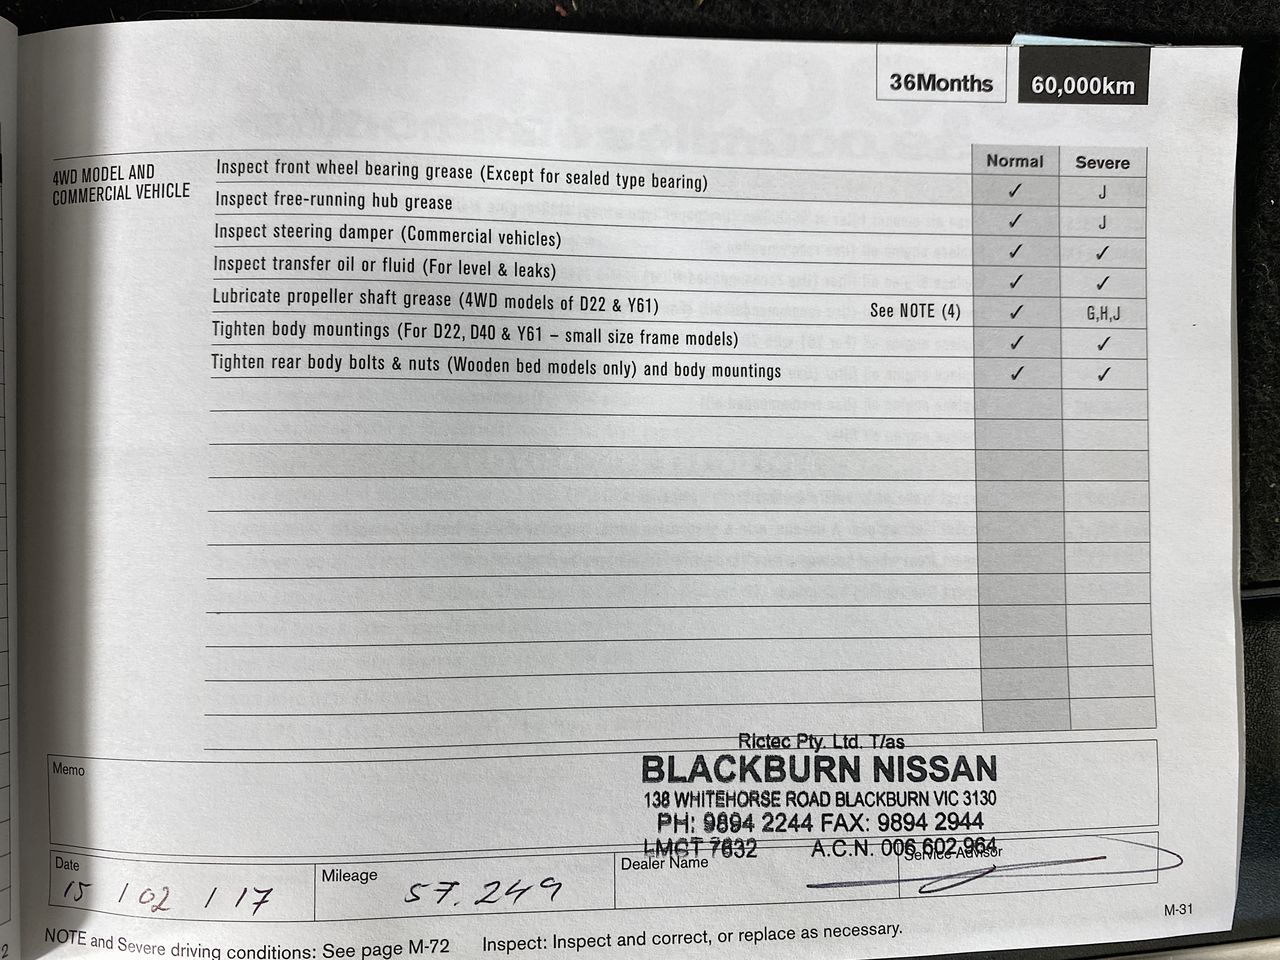 36Months 60,000km
Normal Severe
4WD MODEL AND
COMMERCIAL VEHICLE
Inspect front wheel bearing grease (Except for sealed type bearing) ✓ J
Inspect free-running hub grease ✓ J
Inspect steering damper (Commercial vehicles) ✓ ✓
Inspect transfer oil or fluid (For level & leaks) ✓ ✓
Lubricate propeller shaft grease (4WD models of D22 & Y61) See NOTE (4) ✓ G,H,J
Tighten body mountings (For D22, D40 & Y61 – small size frame models) ✓ ✓
Tighten rear body bolts & nuts (Wooden bed models only) and body mountings ✓ ✓
Memo
Rictec Pty. Ltd. T/as
BLACKBURN NISSAN
138 WHITEHORSE ROAD BLACKBURN VIC 3130
PH: 9894 2244 FAX: 9894 2944
LMCT 7632 A.C.N. 006 602 964
Date
15 / 02 / 17
Mileage
57.249
Dealer Name
Service Advisor
M-31
NOTE and Severe driving conditions: See page M-72 Inspect: Inspect and correct, or replace as necessary.